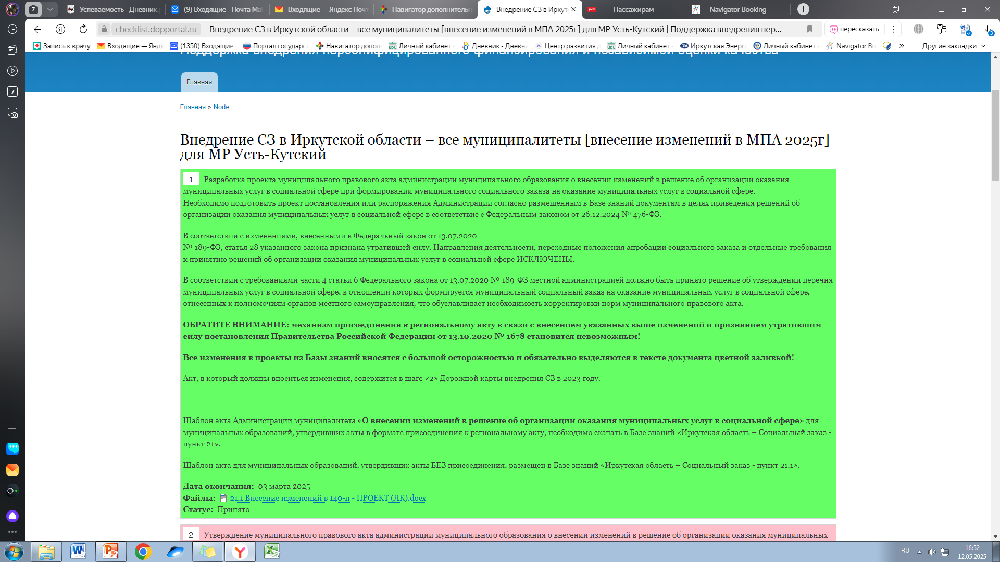 7
Успеваемость - Дневник.
(9) Входящие - Почта Ma
Входящие — Яндекс Почт
Навигатор дополнительн
Внедрение СЗ в Иркут
Пассажирам
Navigator Booking
checklist.dopportal.ru
Внедрение СЗ в Иркутской области – все муниципалитеты [внесение изменений в МПА 2025г] для МР Усть-Кутский | Поддержка внедрения пер...
пересказать
3
Запись к врачу
Входящие — Янде
(1350) Входящие
Портал государст
Навигатор допол
Личный кабинет
Дневник - Дневни
Центр развития д
Личный кабинет
Иркутская Энерг
Личный кабинет
Navigator Bo
»
Другие закладки
7
Поддержка внедрения персонифицированного финансирования и независимой оценки качества
Главная
Главная » Node
Внедрение СЗ в Иркутской области – все муниципалитеты [внесение изменений в МПА 2025г]
для МР Усть-Кутский
1 Разработка проекта муниципального правового акта администрации муниципального образования о внесении изменений в решение об организации оказания
муниципальных услуг в социальной сфере при формировании муниципального социального заказа на оказание муниципальных услуг в социальной сфере.
Необходимо подготовить проект постановления или распоряжения Администрации согласно размещенным в Базе знаний документам в целях приведения решений об
организации оказания муниципальных услуг в социальной сфере в соответствие с Федеральным законом от 26.12.2024 № 476-ФЗ.
В соответствии с изменениями, внесенными в Федеральный закон от 13.07.2020
№ 189-ФЗ, статья 28 указанного закона признана утратившей силу. Направления деятельности, переходные положения апробации социального заказа и отдельные требования
к принятию решений об организации оказания муниципальных услуг в социальной сфере ИСКЛЮЧЕНЫ.
В соответствии с требованиями части 4 статьи 6 Федерального закона от 13.07.2020 № 189-ФЗ местной администрацией должно быть принято решение об утверждении перечня
муниципальных услуг в социальной сфере, в отношении которых формируется муниципальный социальный заказ на оказание муниципальных услуг в социальной сфере,
отнесенных к полномочиям органов местного самоуправления, что обуславливает необходимость корректировки норм муниципального правового акта.
ОБРАТИТЕ ВНИМАНИЕ: механизм присоединения к региональному акту в связи с внесением указанных выше изменений и признанием утратившим
силу постановления Правительства Российской Федерации от 13.10.2020 № 1678 становится невозможным!
Все изменения в проекты из Базы знаний вносятся с большой осторожностью и обязательно выделяются в тексте документа цветной заливкой!
Акт, в который должны вноситься изменения, содержится в шаге «2» Дорожной карты внедрения СЗ в 2023 году.
Шаблон акта Администрации муниципалитета «О внесении изменений в решение об организации оказания муниципальных услуг в социальной сфере» для
муниципальных образований, утвердивших акты в формате присоединения к региональному акту, необходимо скачать в Базе знаний «Иркутская область – Социальный заказ -
пункт 21».
Шаблон акта для муниципальных образований, утвердивших акты БЕЗ присоединения, размещен в Базе знаний «Иркутская область – Социальный заказ - пункт 21.1».
Дата окончания: 03 марта 2025
Файлы: 21.1 Внесение изменений в 140-п - ПРОЕКТ (ЛК).docx
Статус: Принято
2 Утверждение муниципального правового акта администрации муниципального образования о внесении изменений в решение об организации оказания муниципальных
RU
16:52
12.05.2025